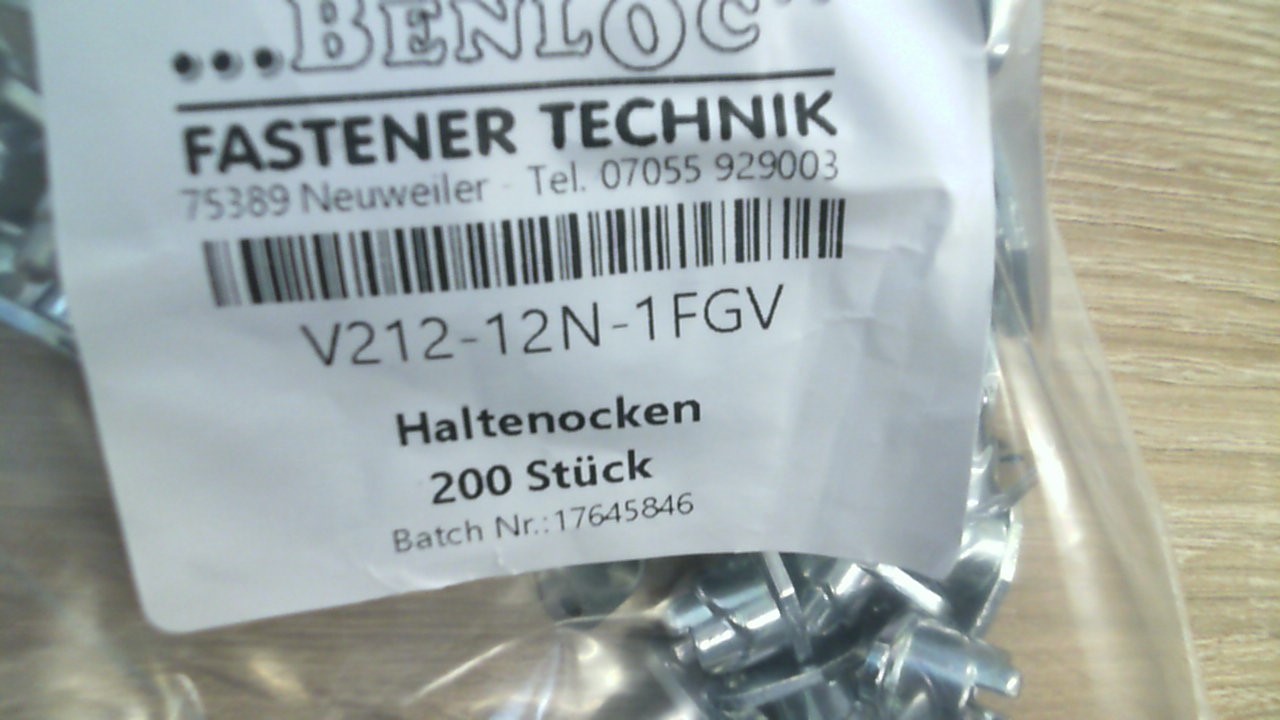 ...BENLOC
FASTENER TECHNIK
75389 Neuweiler - Tel. 07055 929003
V212-12N-1FGV
Haltenocken
200 Stück
Batch Nr.:17645846